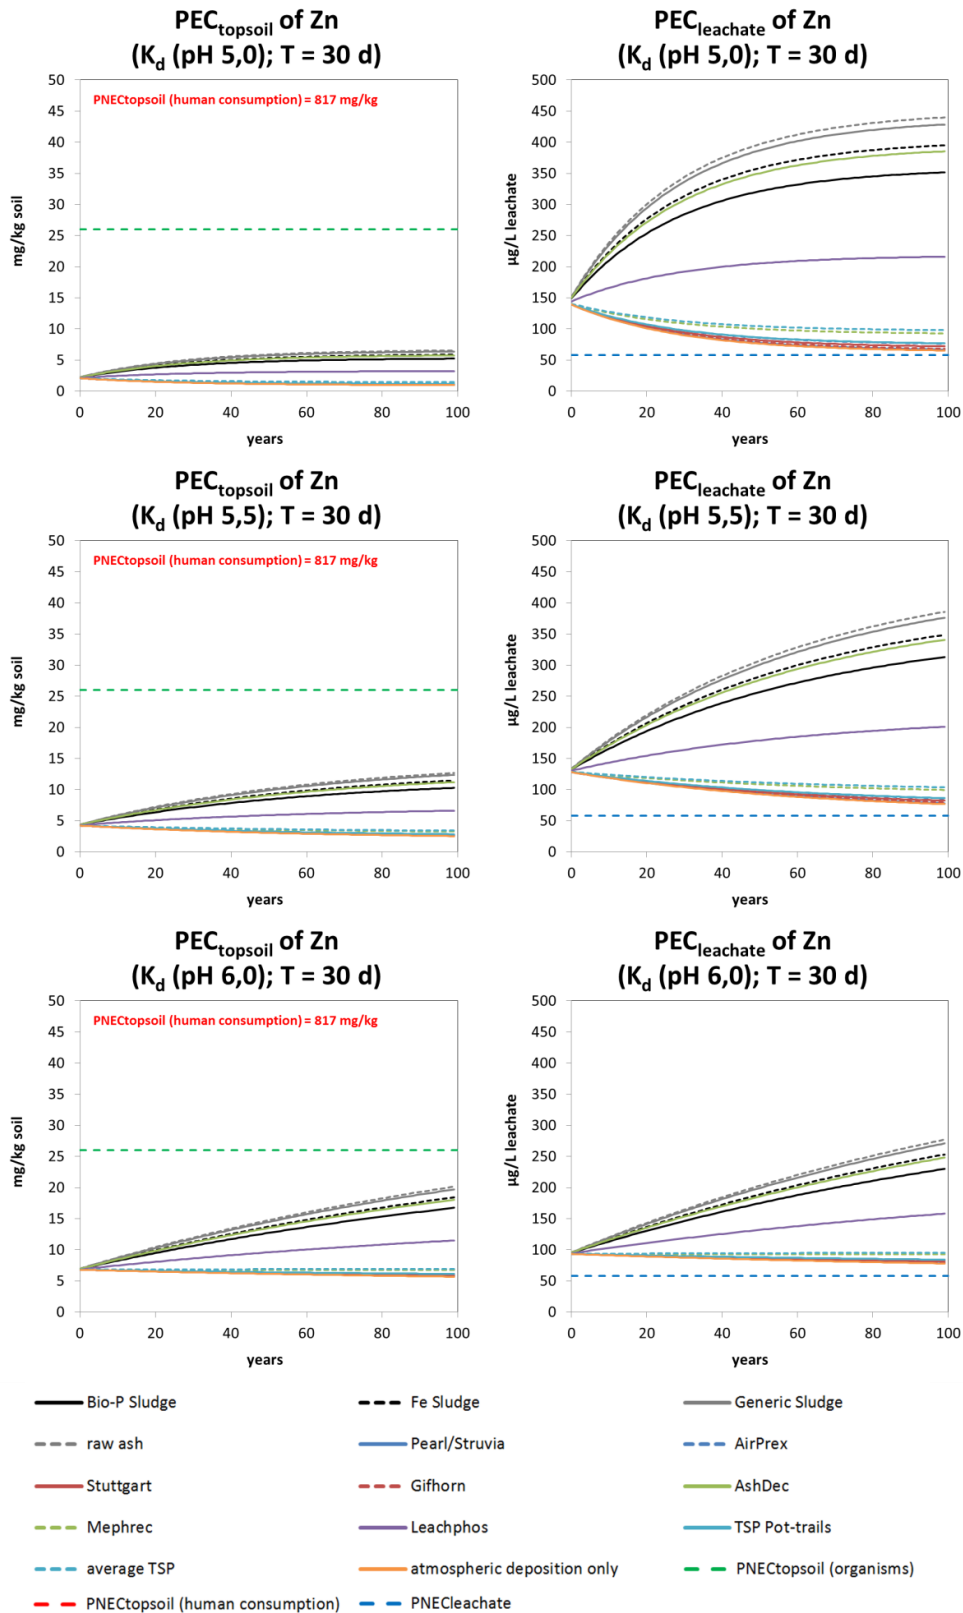 PECtopsoil of Zn
(Kd (pH 5,0); T = 30 d)
PNECtopsoil (human consumption) = 817 mg/kg
mg/kg soil
50
45
40
35
30
25
20
15
10
5
0
0 20 40 60 80 100
years
PECleachate of Zn
(Kd (pH 5,0); T = 30 d)
µg/L leachate
500
450
400
350
300
250
200
150
100
50
0
0 20 40 60 80 100
years
PECtopsoil of Zn
(Kd (pH 5,5); T = 30 d)
PNECtopsoil (human consumption) = 817 mg/kg
mg/kg soil
50
45
40
35
30
25
20
15
10
5
0
0 20 40 60 80 100
years
PECleachate of Zn
(Kd (pH 5,5); T = 30 d)
µg/L leachate
500
450
400
350
300
250
200
150
100
50
0
0 20 40 60 80 100
years
PECtopsoil of Zn
(Kd (pH 6,0); T = 30 d)
PNECtopsoil (human consumption) = 817 mg/kg
mg/kg soil
50
45
40
35
30
25
20
15
10
5
0
0 20 40 60 80 100
years
PECleachate of Zn
(Kd (pH 6,0); T = 30 d)
µg/L leachate
500
450
400
350
300
250
200
150
100
50
0
0 20 40 60 80 100
years
Bio-P Sludge Fe Sludge Generic Sludge
raw ash Pearl/Struvia AirPrex
Stuttgart Gifhorn AshDec
Mephrec Leachphos TSP Pot-trails
average TSP atmospheric deposition only PNECtopsoil (organisms)
PNECtopsoil (human consumption) PNECleachate